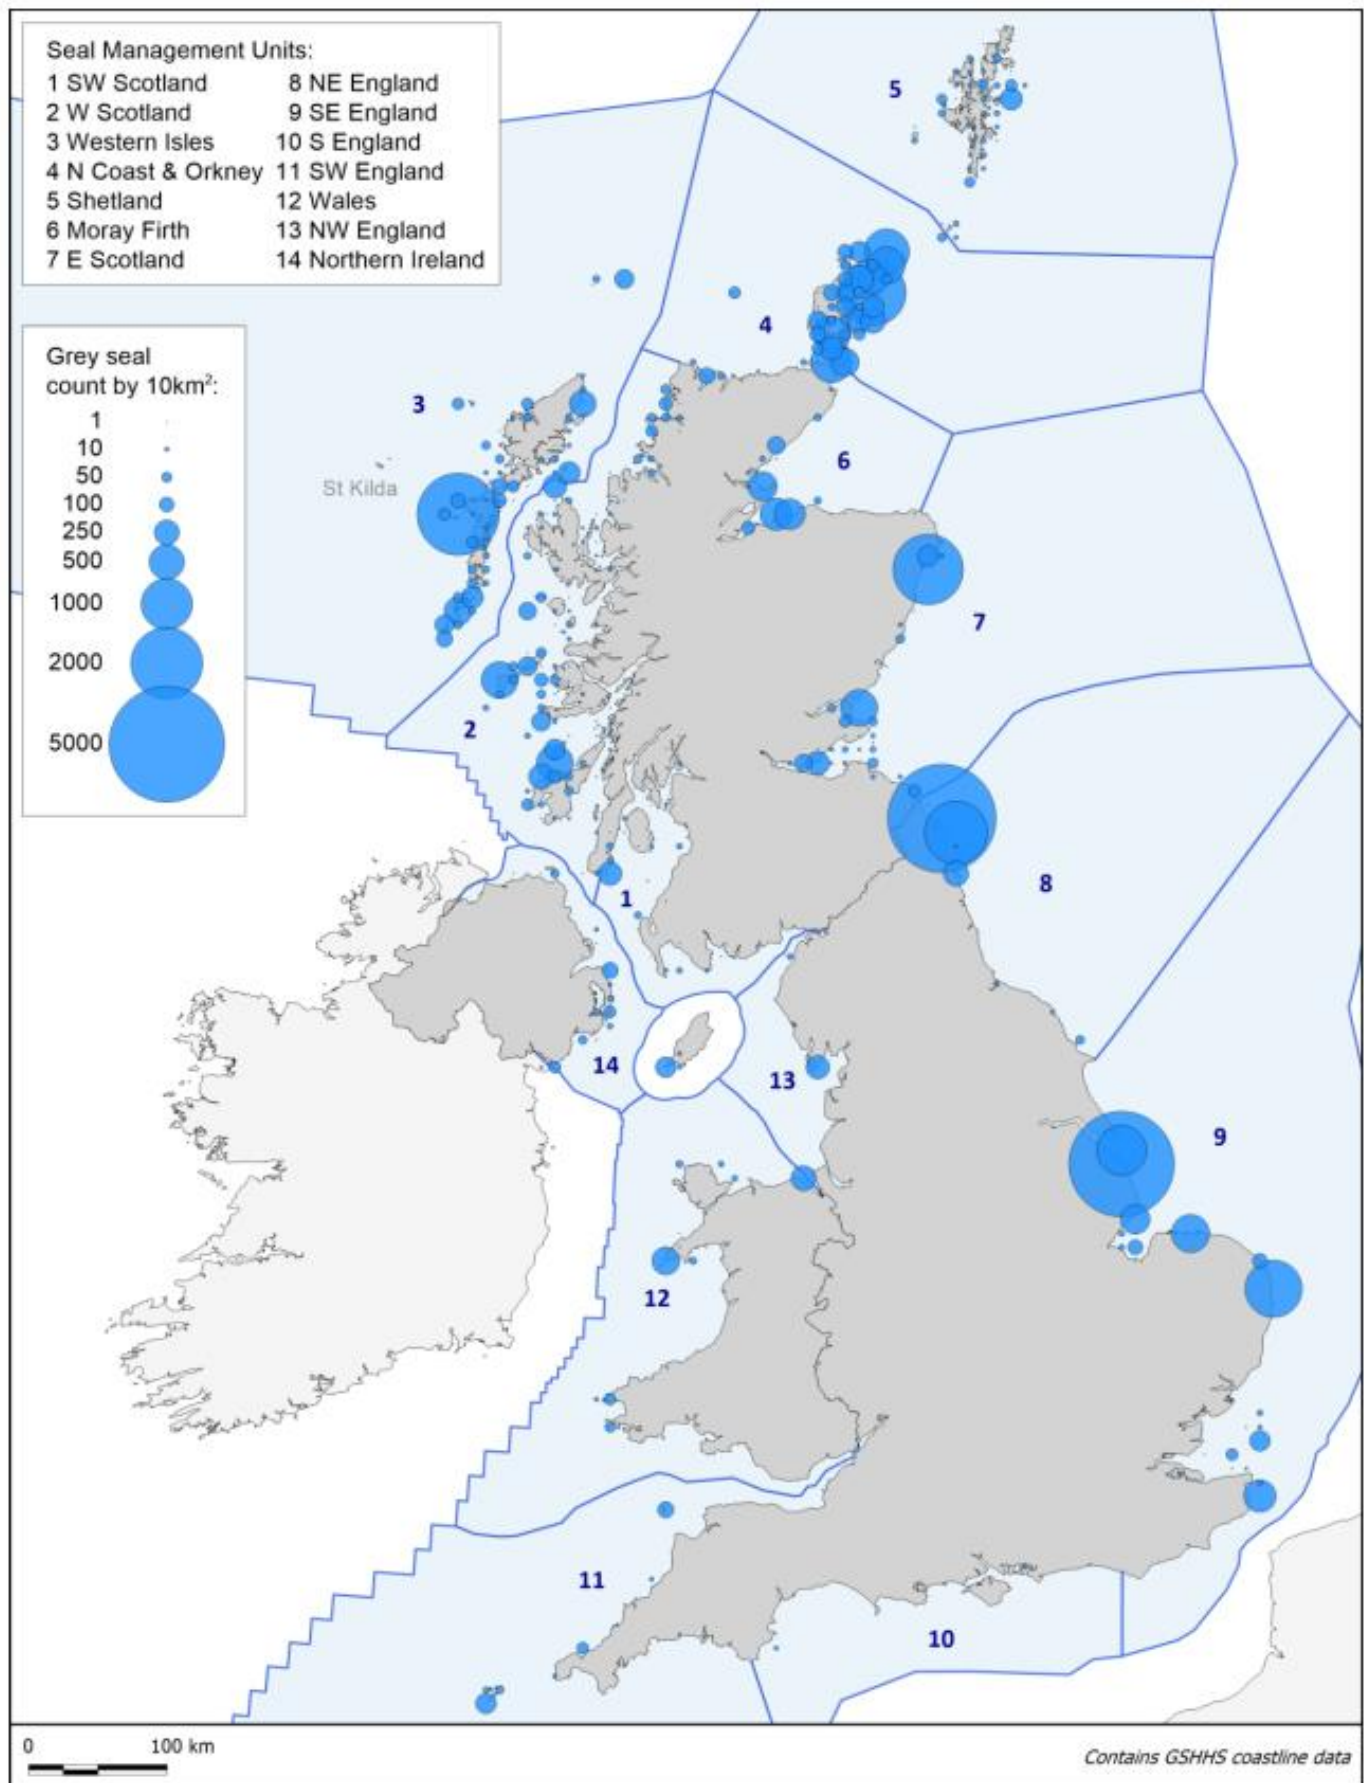 Seal Management Units:
1 SW Scotland 8 NE England
2 W Scotland 9 SE England
3 Western Isles 10 S England
4 N Coast & Orkney 11 SW England
5 Shetland 12 Wales
6 Moray Firth 13 NW England
7 E Scotland 14 Northern Ireland
5
4
Grey seal
count by 10km²:
1
10
50
100
250
500
1000
2000
5000
3
6
St Kilda
7
2
8
1
14
13
9
12
11
10
0 100 km
Contains GSHHS coastline data